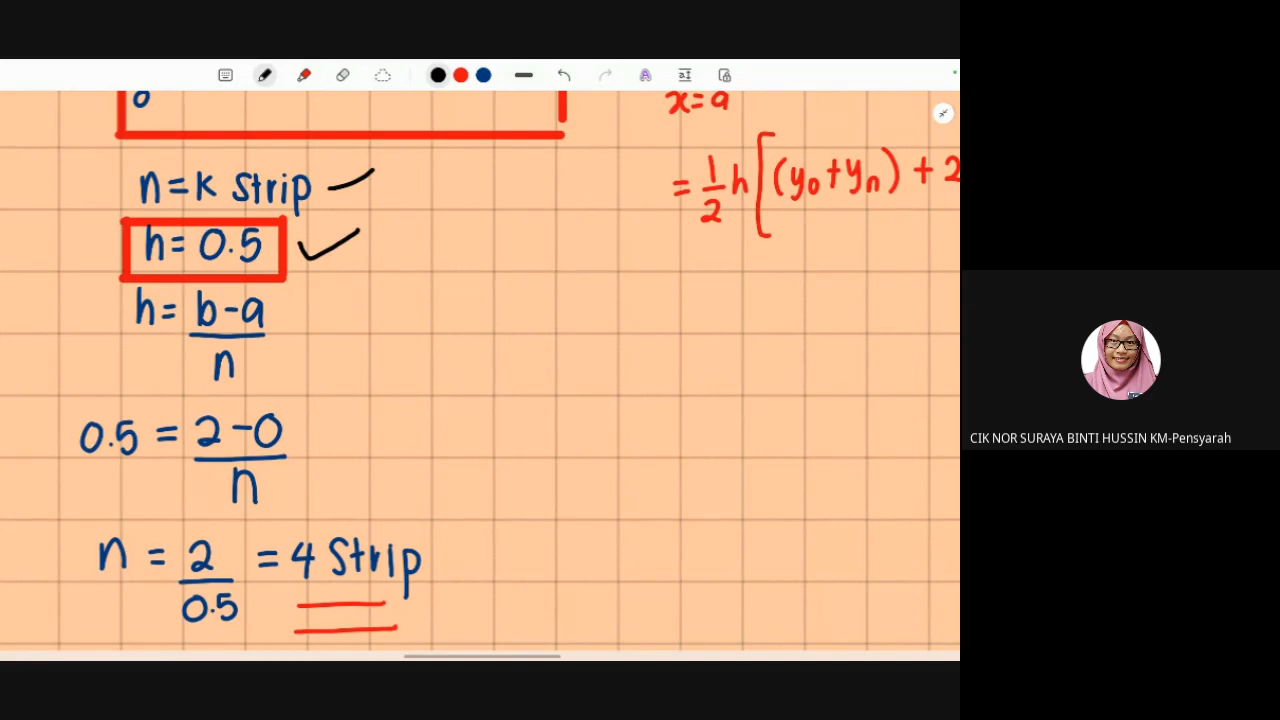 0
n = K Strip
h = 0.5
h = b-a
n
0.5 = 2-0
n
n = 2 = 4 Strip
0.5
x=a
= 1 h [(y0+yn) + 2
2
CIK NOR SURAYA BINTI HUSSIN KM-Pensyarah